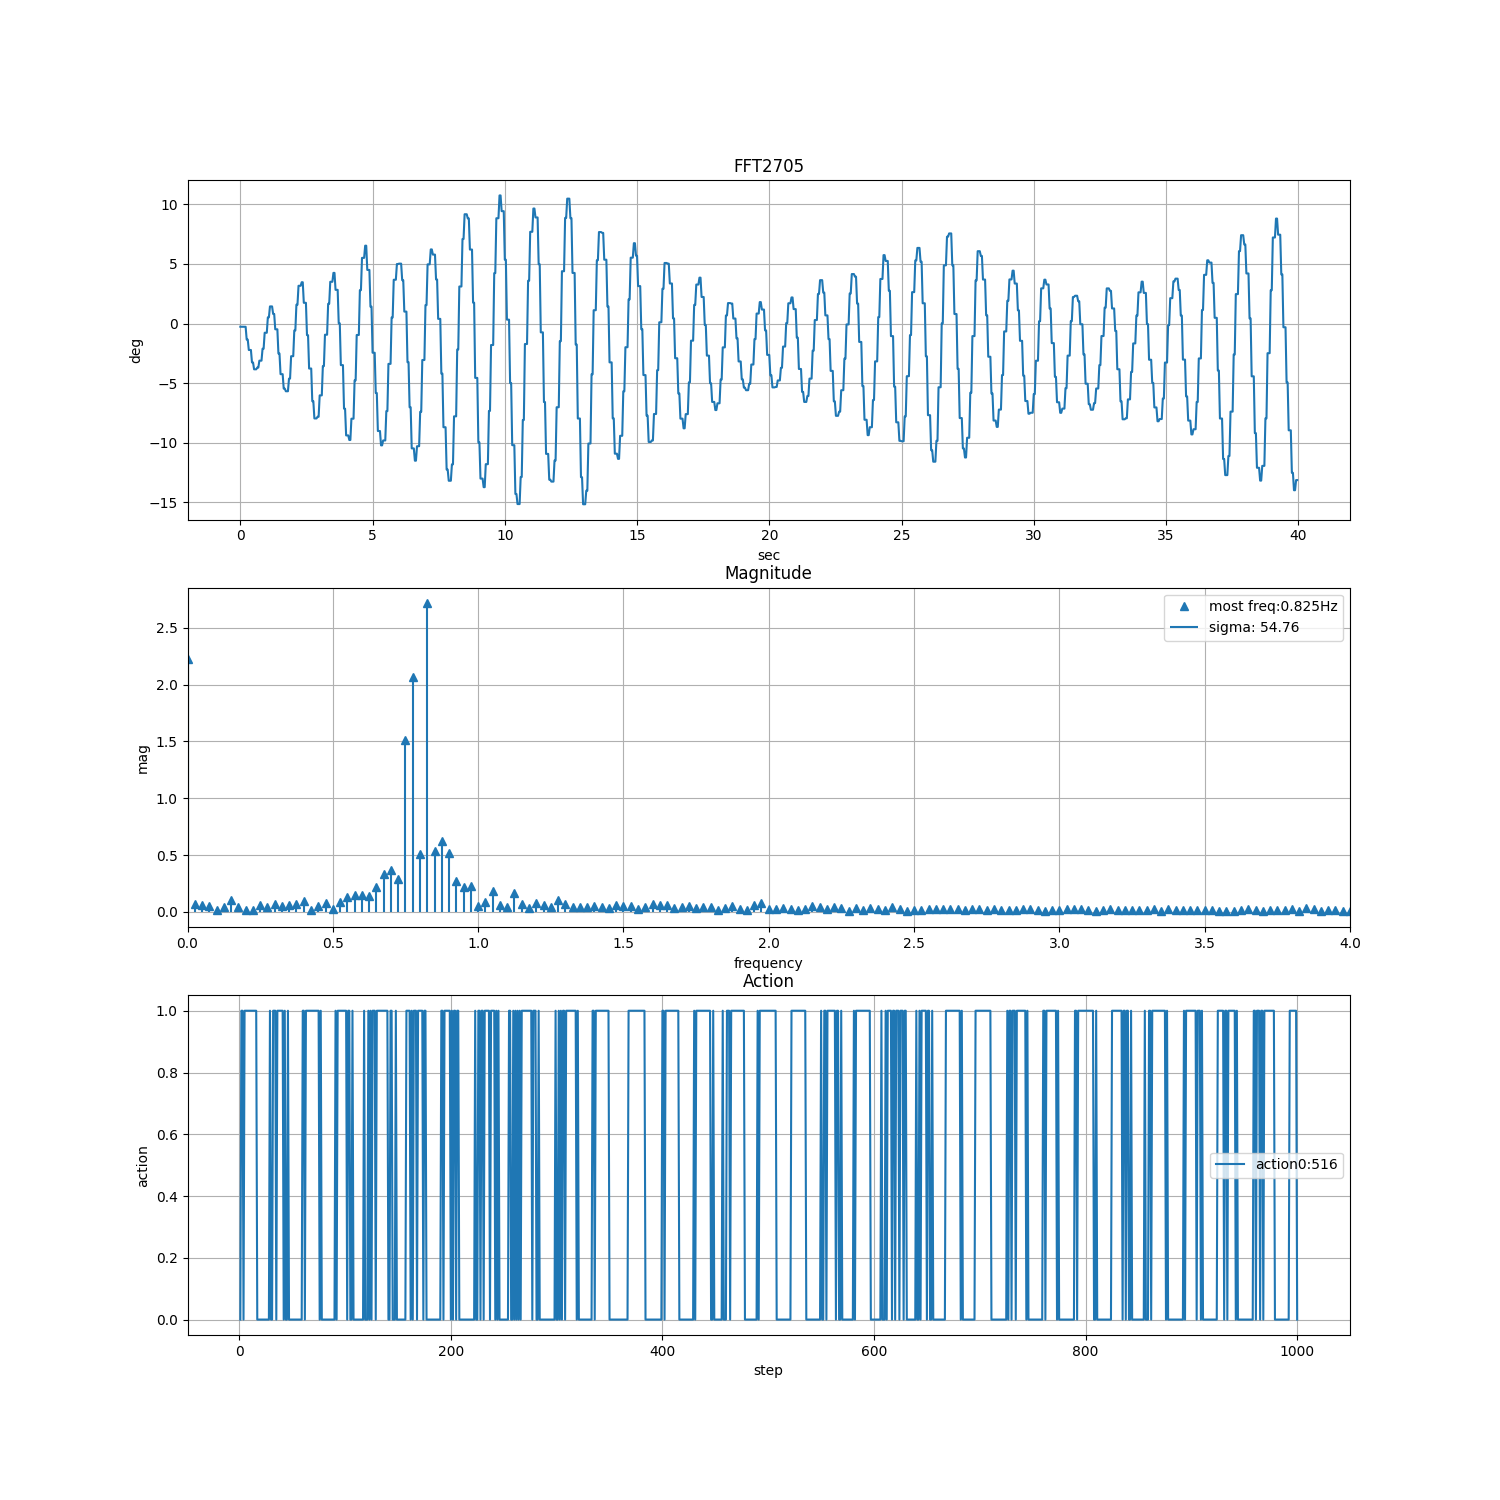 FFT2705
10
5
0
−5
−10
−15
deg
0 5 10 15 20 25 30 35 40
sec
Magnitude
most freq:0.825Hz
sigma: 54.76
2.5
2.0
1.5
1.0
0.5
0.0
mag
0.0 0.5 1.0 1.5 2.0 2.5 3.0 3.5 4.0
frequency
Action
1.0
0.8
0.6
0.4
0.2
0.0
action
action0:516
0 200 400 600 800 1000
step